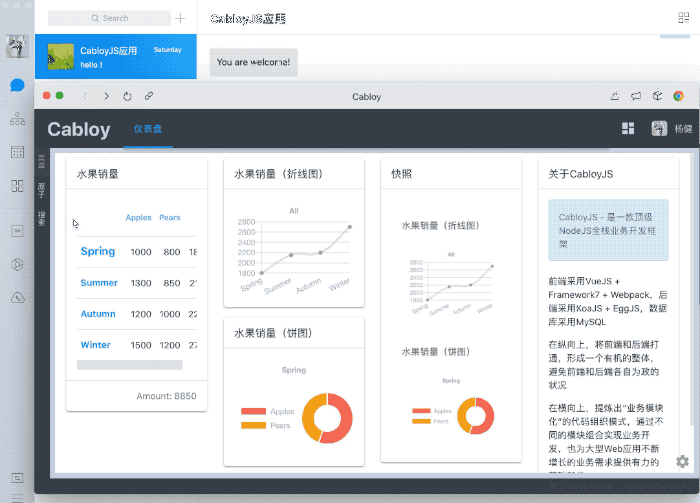 Search
CabloyJS应用
CabloyJS应用
Saturday
hello !
You are welcome!
Cabloy
Cabloy
仪表盘
杨健
菜单
原子
搜索
水果销量
Apples Pears
Spring 1000 800 18
Summer 1300 850 2
Autumn 1200 1000 22
Winter 1500 1200 27
Amount: 8850
水果销量（折线图）
All
2800
2600
2400
2200
2000
1800
Spring Summer Autumn Winter
水果销量（饼图）
Spring
Apples
Pears
快照
水果销量（折线图）
All
2800
2600
2400
2200
2000
1800
Spring Summer Autumn Winter
水果销量（饼图）
Spring
Apples
Pears
关于CabloyJS
CabloyJS - 是一款顶级
NodeJS全栈业务开发框
架
前端采用VueJS +
Framework7 + Webpack，后
端采用KoaJS + EggJS，数据
库采用MySQL
在纵向上，将前端和后端打
通，形成一个有机的整体，
避免前端和后端各自为政的
状况
在横向上，提炼出“业务模块
化”的代码组织模式，通过不
同的模块组合实现业务开
发，也为大型Web应用不断
增长的业务需求提供有力的